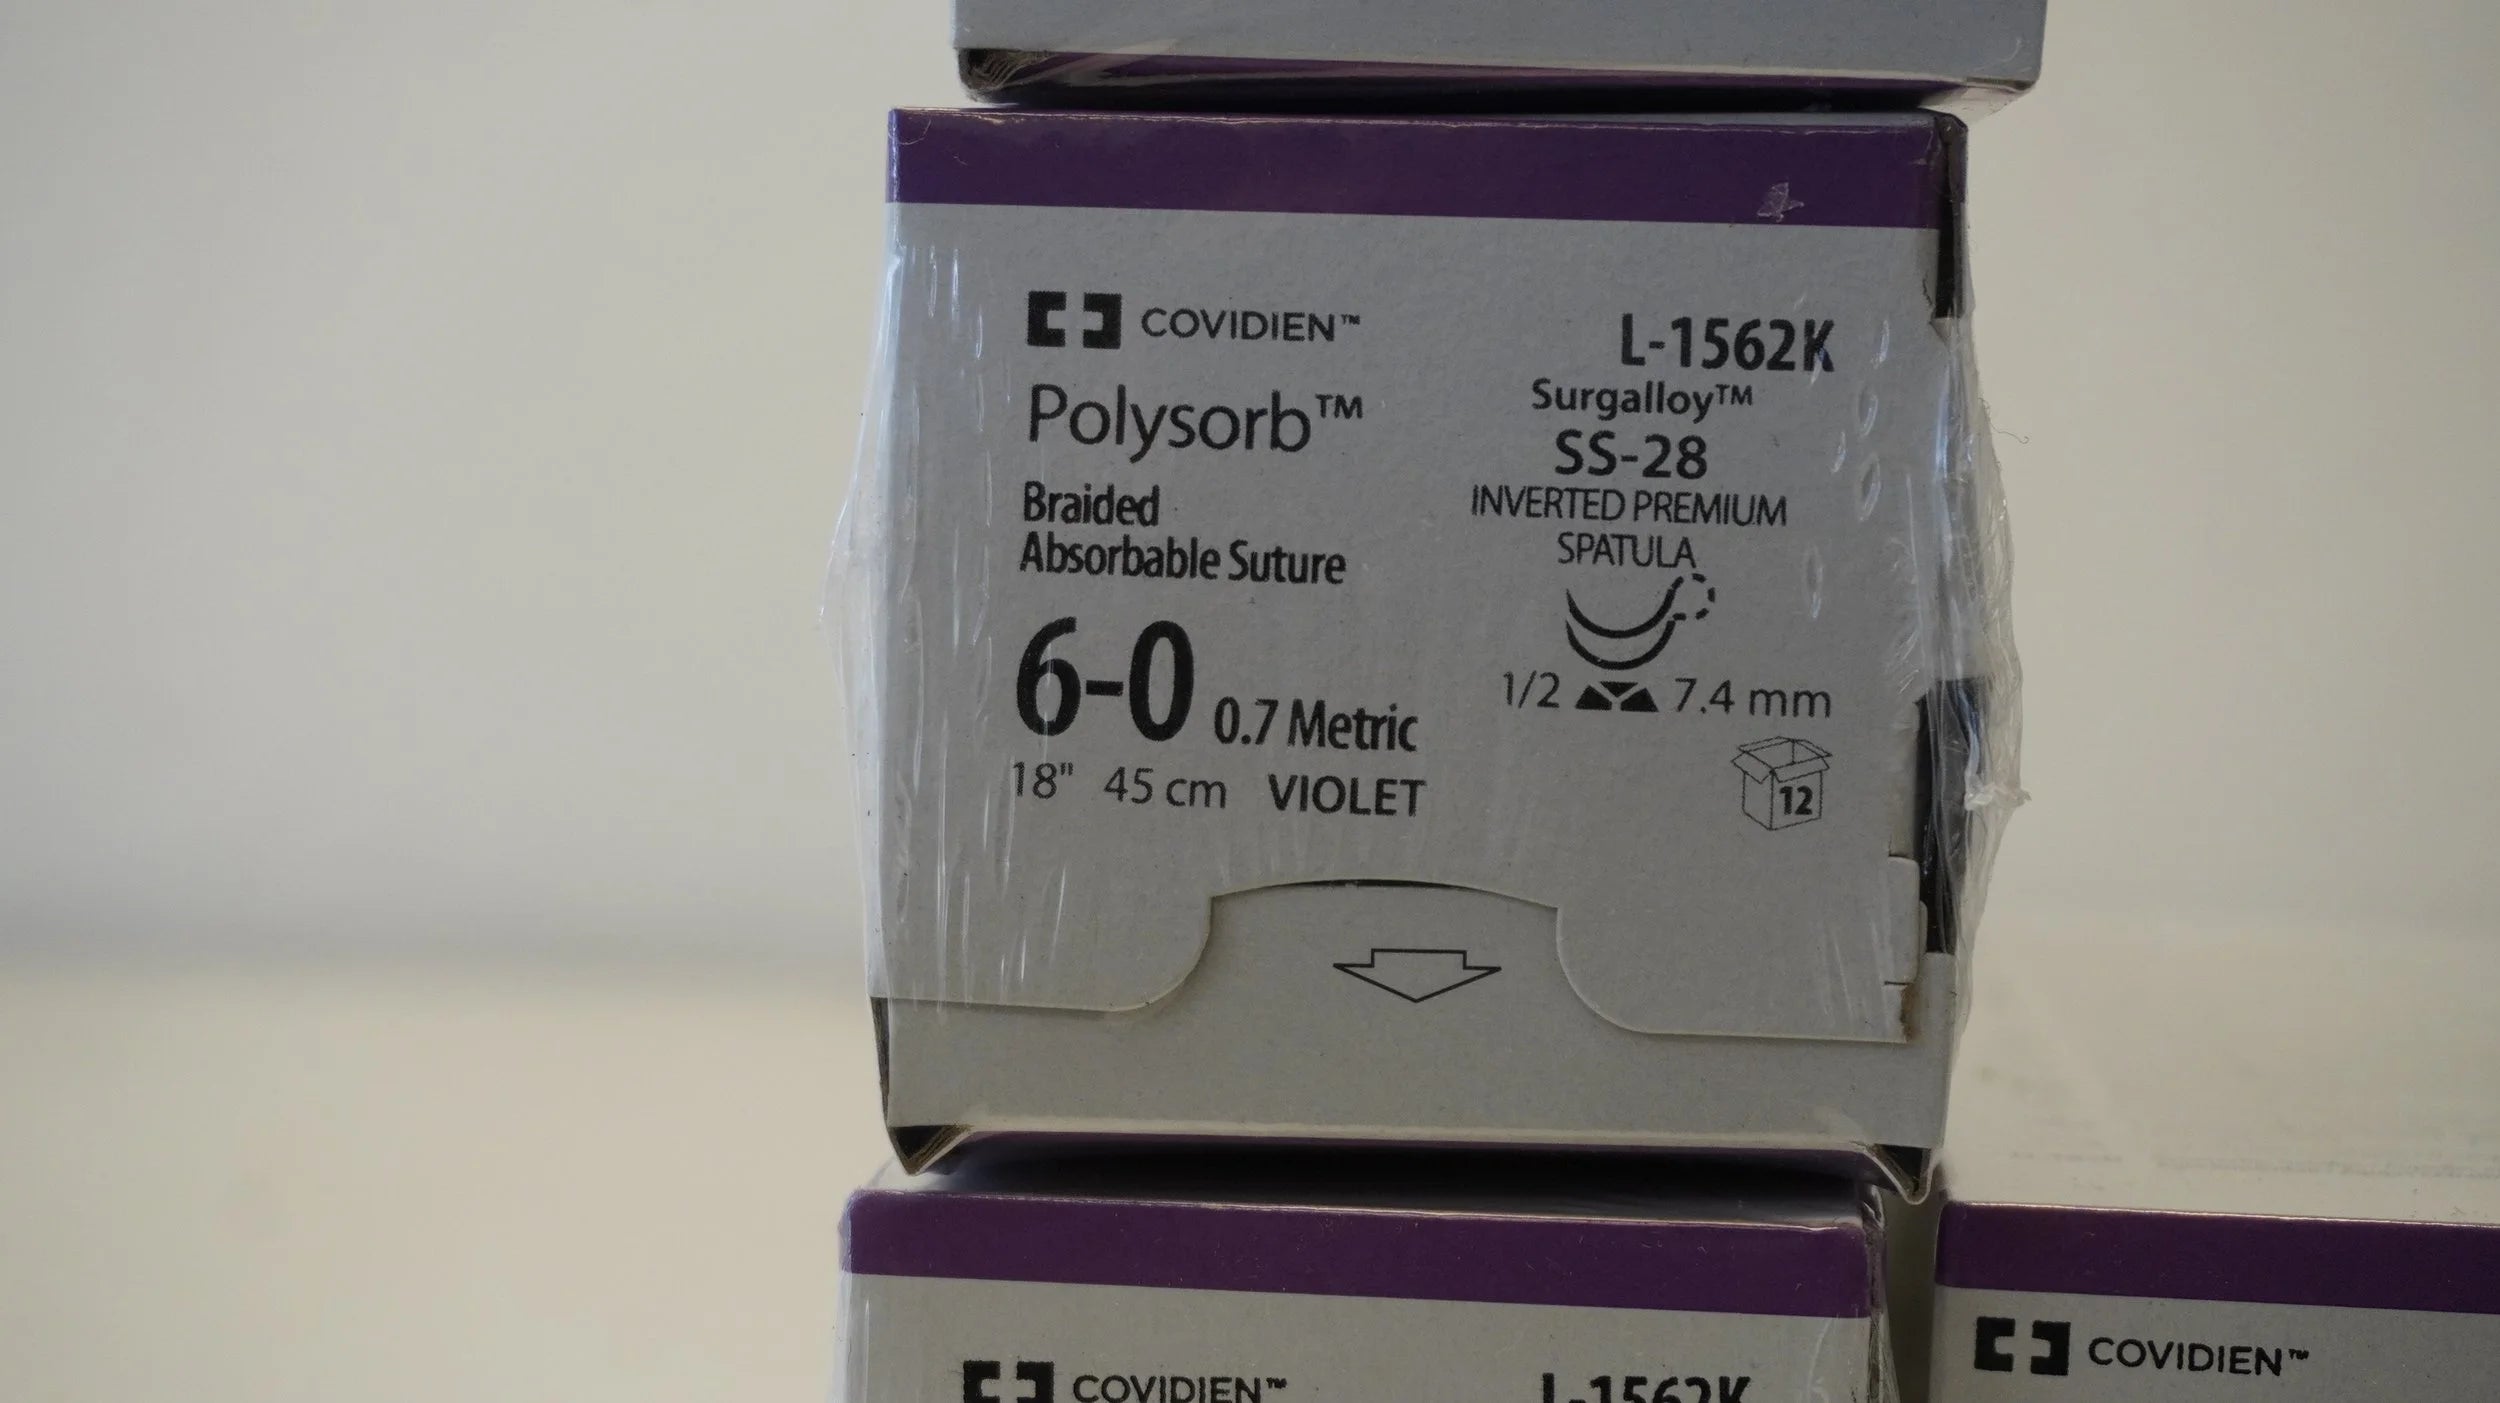 COVIDIEN™
Polysorb™
Braided
Absorbable Suture
6-0 0.7 Metric
18" 45 cm VIOLET
L-1562K
Surgalloy™
SS-28
INVERTED PREMIUM
SPATULA
1/2 7.4 mm
12
COVIDIEN™ L-1562K
COVIDIEN™